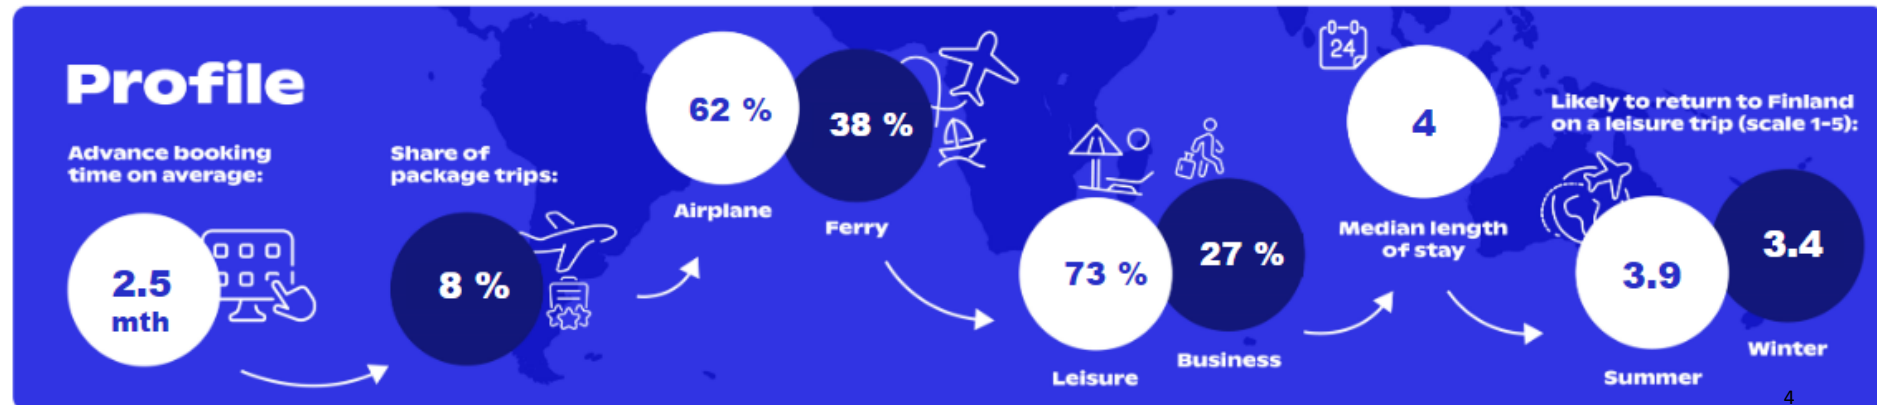 Profile
Advance booking
time on average:
2.5
mth
Share of
package trips:
8 %
62 %
Airplane
38 %
Ferry
73 %
Leisure
27 %
Business
24
4
Median length
of stay
Likely to return to Finland
on a leisure trip (scale 1-5):
3.9
Summer
3.4
Winter
4